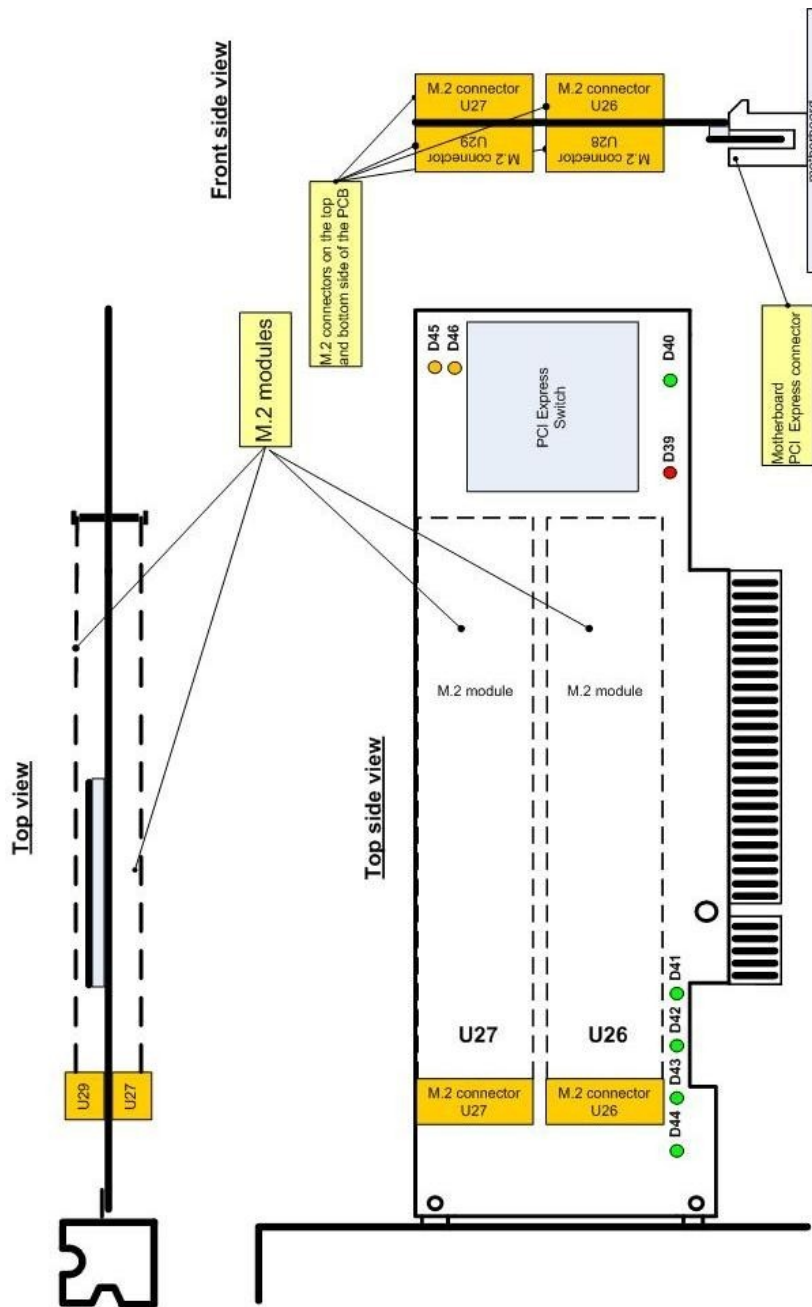 Front side view
M.2 connector
U27
M.2 connector
U26
M.2 connector
U29
M.2 connector
U28
motherboard
M.2 connectors on the top
and bottom side of the PCB
M.2 modules
Motherboard
PCI Express connector
Top view
U29
U27
Top side view
D45
D46
PCI Express
Switch
D40
D39
M.2 module
M.2 module
U27
U26
M.2 connector
U27
M.2 connector
U26
D41
D42
D43
D44